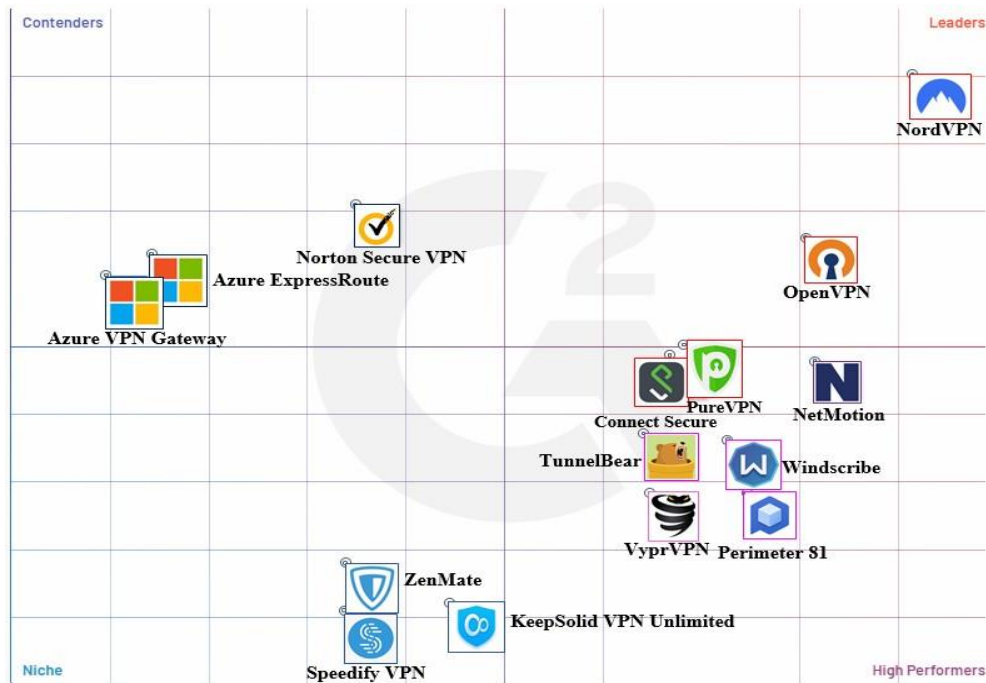 Contenders
Leaders
NordVPN
Norton Secure VPN
Azure ExpressRoute
OpenVPN
Azure VPN Gateway
PureVPN
NetMotion
Connect Secure
TunnelBear
Windscribe
VyprVPN
Perimeter 81
ZenMate
KeepSolid VPN Unlimited
Speedify VPN
Niche
High Performers